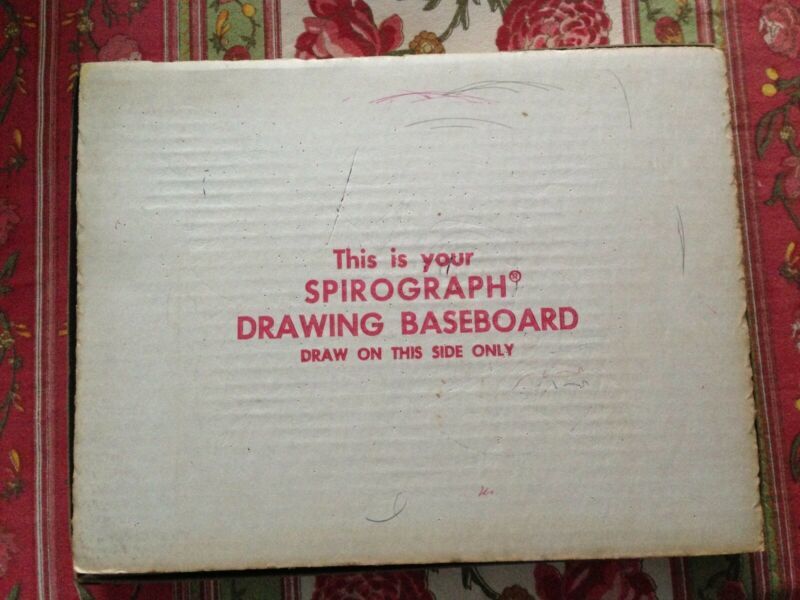 This is your
SPIROGRAPH®
DRAWING BASEBOARD
DRAW ON THIS SIDE ONLY